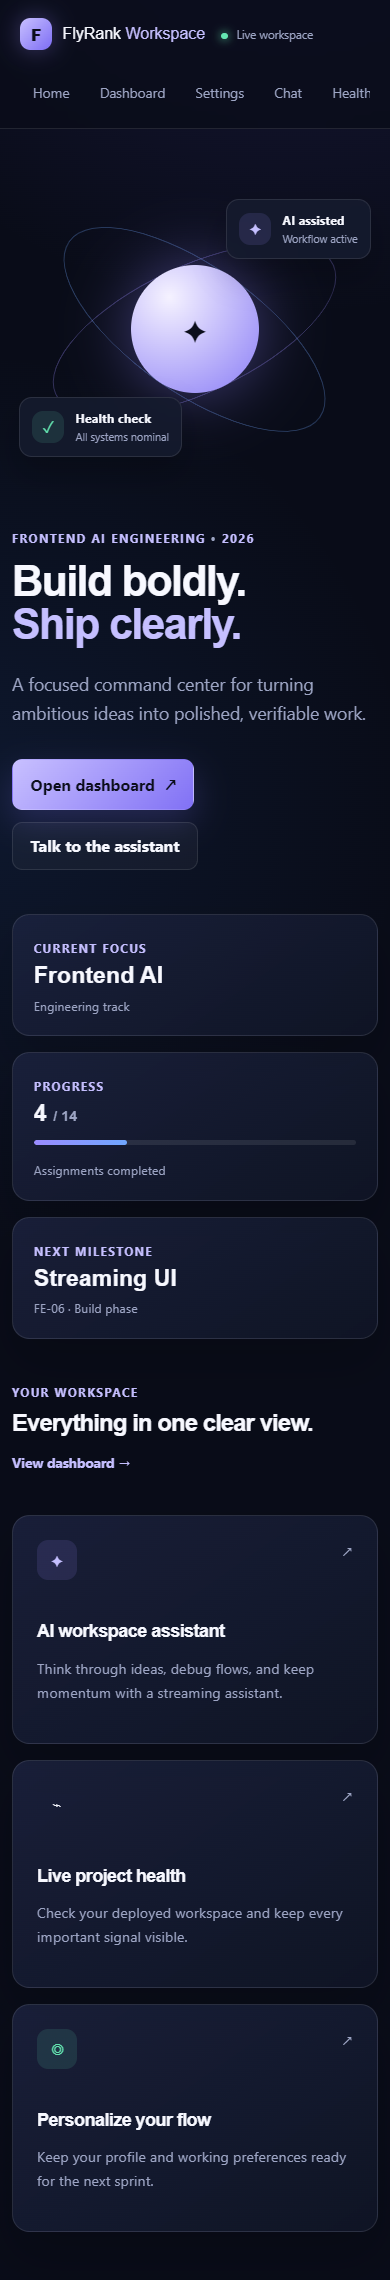 F FlyRank Workspace Live workspace
Home Dashboard Settings Chat Health
AI assisted
Workflow active
Health check
All systems nominal
FRONTEND AI ENGINEERING • 2026
Build boldly.
Ship clearly.
A focused command center for turning
ambitious ideas into polished, verifiable work.
Open dashboard ↗
Talk to the assistant
CURRENT FOCUS
Frontend AI
Engineering track
PROGRESS
4 / 14
Assignments completed
NEXT MILESTONE
Streaming UI
FE-06 · Build phase
YOUR WORKSPACE
Everything in one clear view.
View dashboard →
AI workspace assistant
Think through ideas, debug flows, and keep
momentum with a streaming assistant.
Live project health
Check your deployed workspace and keep every
important signal visible.
Personalize your flow
Keep your profile and working preferences ready
for the next sprint.